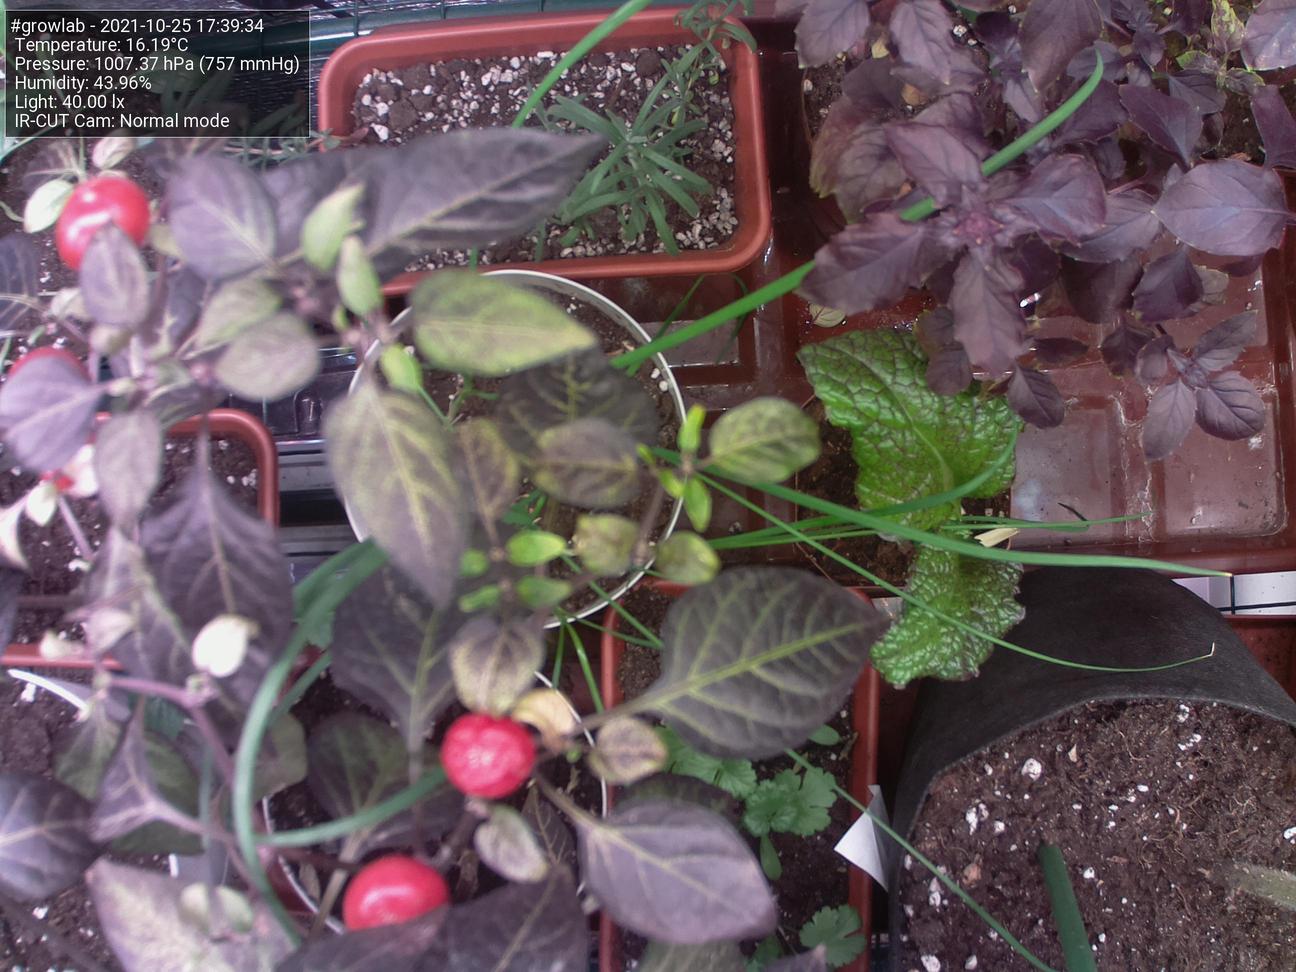 #growlab - 2021-10-25 17:39:34
Temperature: 16.19°C
Pressure: 1007.37 hPa (757 mmHg)
Humidity: 43.96%
Light: 40.00 lx
IR-CUT Cam: Normal mode